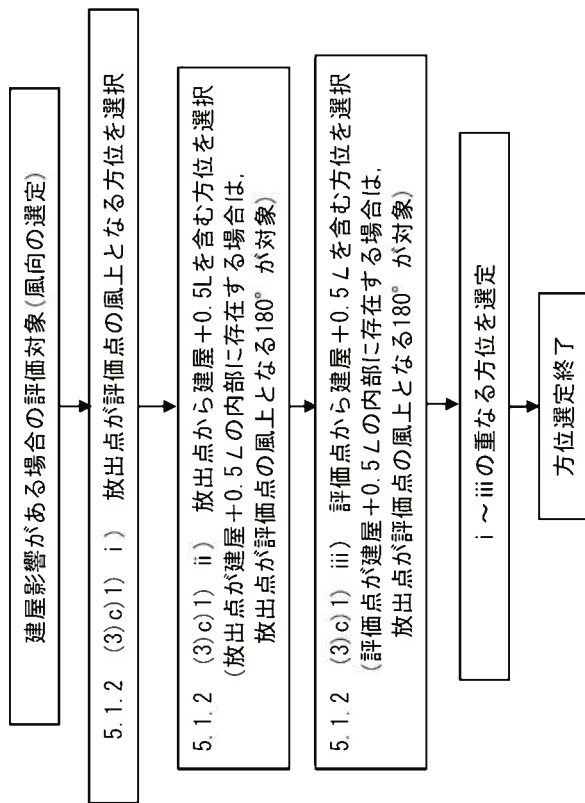 建屋影響がある場合の評価対象(風向の選定)
5.1.2 (3)c)1) ⅰ) 放出点が評価点の風上となる方位を選択
5.1.2 (3)c)1) ⅱ) 放出点から建屋+0.5Lを含む方位を選択
(放出点が建屋+0.5Lの内部に存在する場合は,
放出点が評価点の風上となる180°が対象)
5.1.2 (3)c)1) ⅲ) 評価点から建屋+0.5Lを含む方位を選択
(評価点が建屋+0.5Lの内部に存在する場合は,
放出点が評価点の風上となる180°が対象)
ⅰ~ⅲの重なる方位を選定
方位選定終了